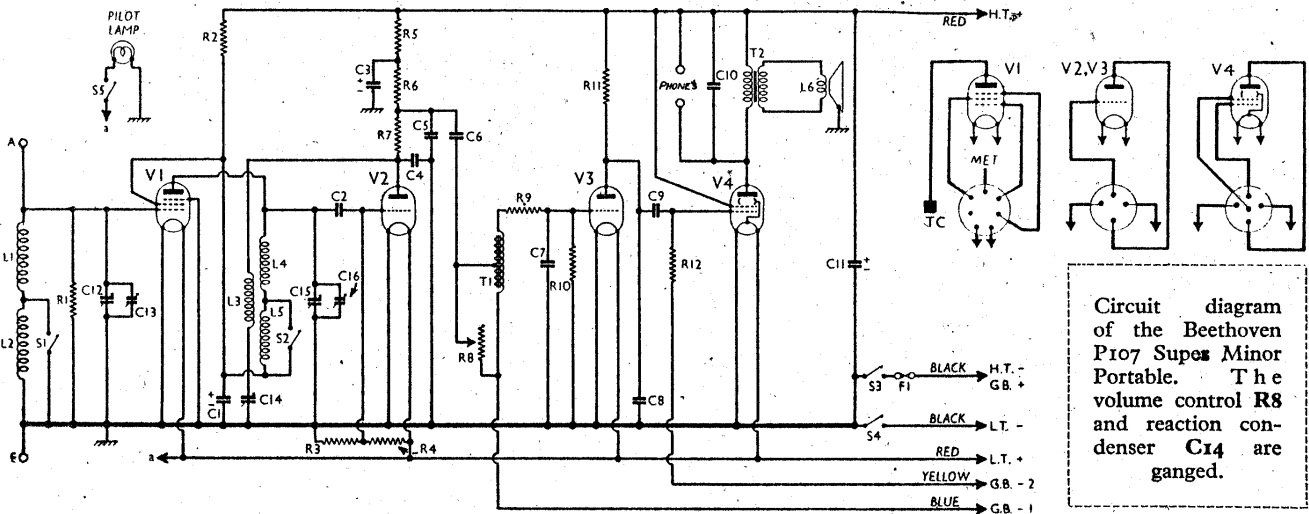 PILOT
LAMP
S5
a
R2
R5
C3
R6
R7
C5
C6
C4
R11
PHONES
C10
T2
L6
RED H.T.+
V1
V2,V3
V4
MET
TC
A
V1
C2
V2
R9
V3
C9
V4
L1
L2
S1
R1
C12
C13
L3
L4
L5
S2
C15
C16
T1
R8
C7
R10
R12
C11
C8
C1
C14
R3
R4
E
a
S3
F1
BLACK H.T. -
G.B. +
S4
BLACK L.T. -
RED L.T. +
YELLOW G.B. - 2
BLUE G.B. - 1
Circuit diagram
of the Beethoven
P107 Super Minor
Portable. The
volume control R8
and reaction con-
denser C14 are
ganged.